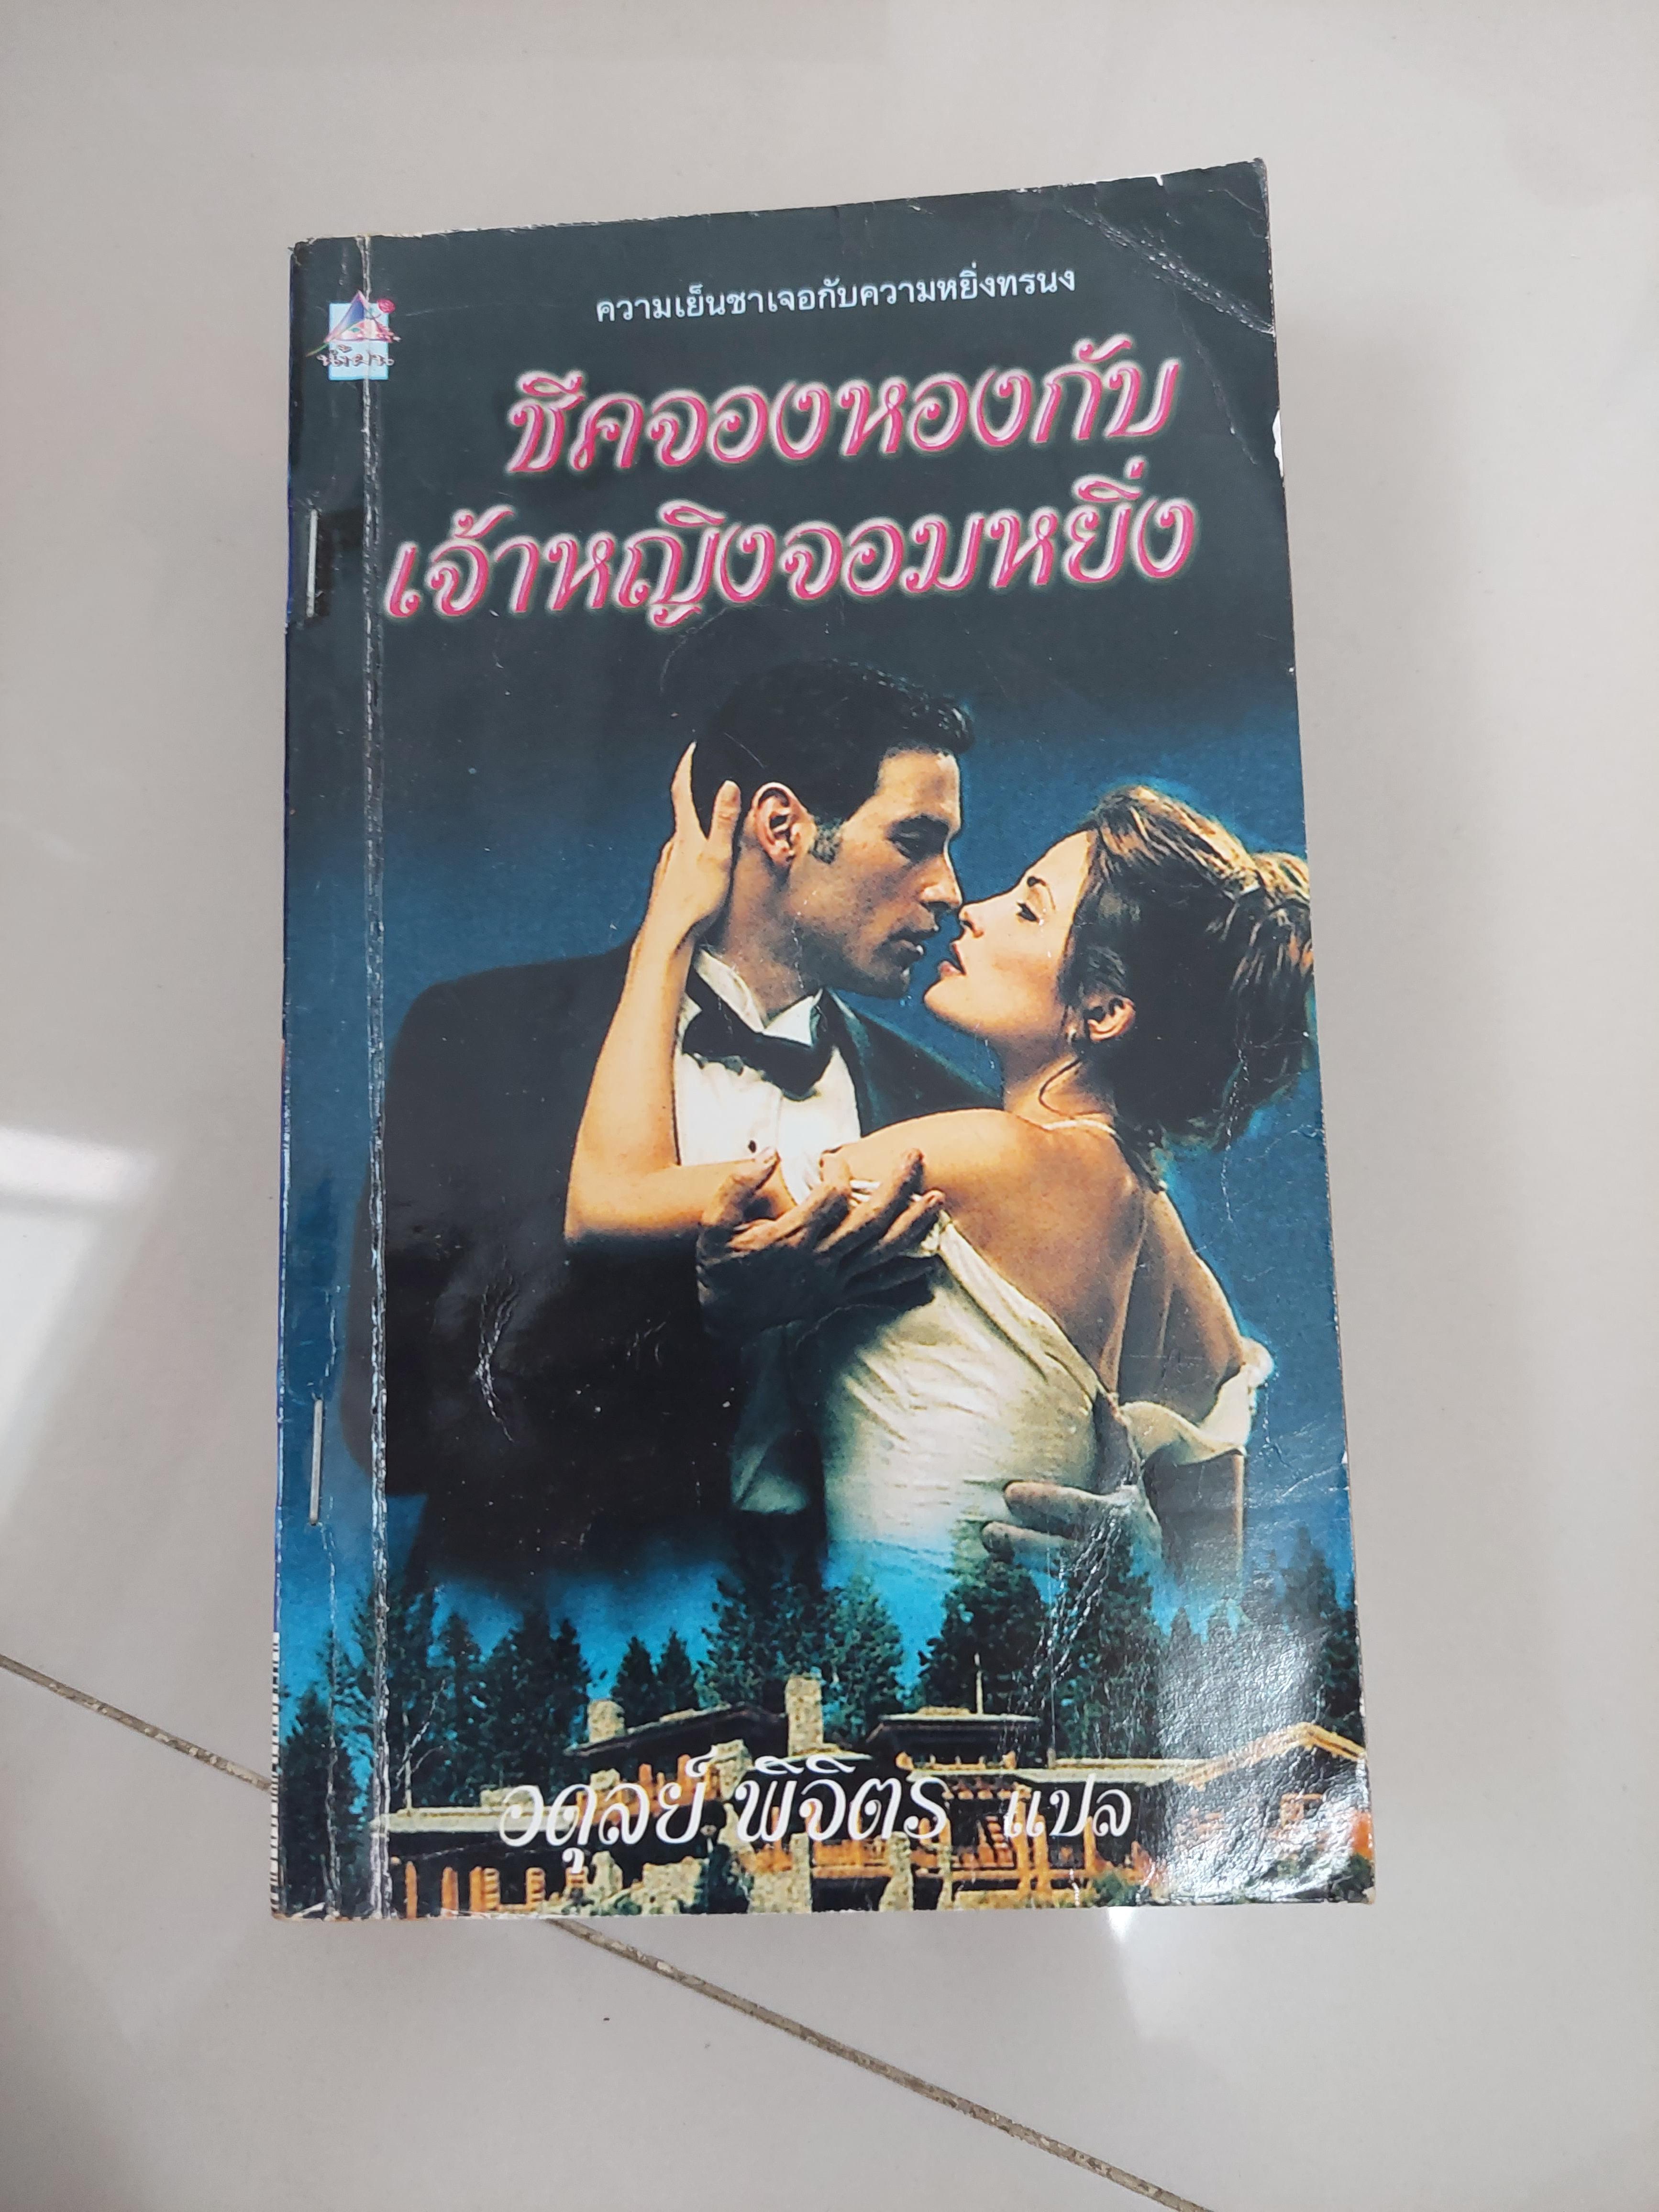 ความเย็นชาเจอกับความหยิ่งทรนง
ชีคจองหองกับ
เจ้าหญิงจอมหยิ่ง
อดุลย์ พิจิตร แปล